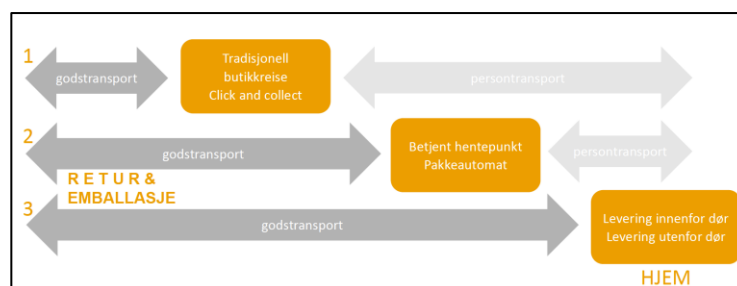 1
godstransport
Tradisjonell
butikkreise
Click and collect
persontransport
2
godstransport
Betjent hentepunkt
Pakkeautomat
persontransport
R E T U R &
EMBALLASJE
3
godstransport
Levering innenfor dør
Levering utenfor dør
HJEM